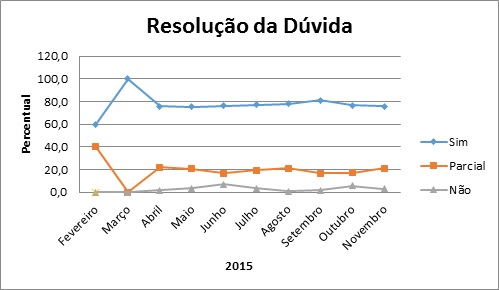 Resolução da Dúvida
Percentual
120,0
100,0
80,0
60,0
40,0
20,0
0,0
Fevereiro
Março
Abril
Maio
Junho
Julho
Agosto
Setembro
Outubro
Novembro
2015
Sim
Parcial
Não